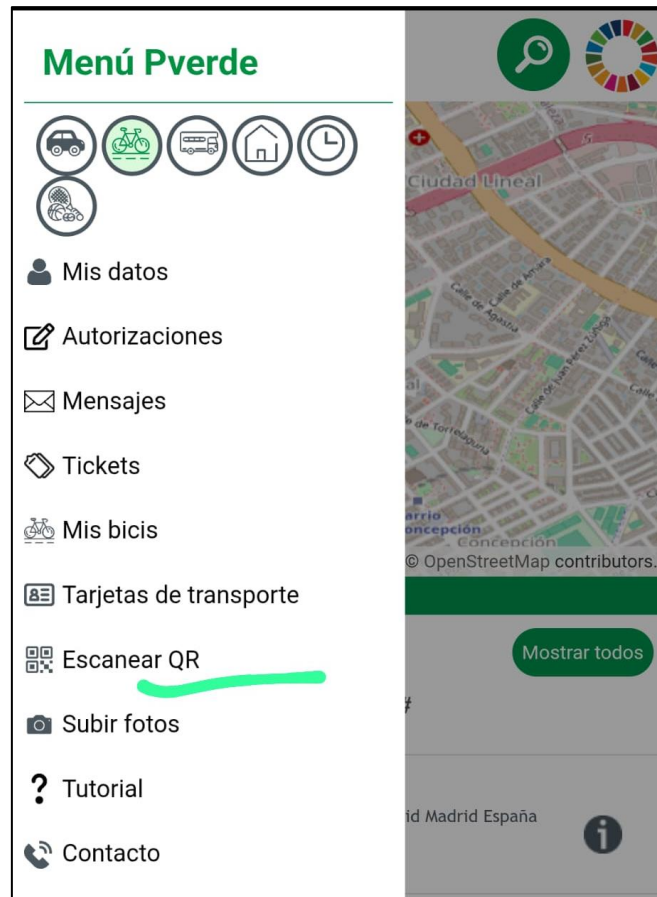 Menú Pverde
Mis datos
Autorizaciones
Mensajes
Tickets
Mis bicis
Tarjetas de transporte
Escanear QR
Subir fotos
? Tutorial
Contacto
Ciudad Lineal
Calle de Amara
Calle de Agastia
Calle de Juan Pérez Zúñiga
Calle
Calle
de Torrelaguna
arrio
oncepción
Concepción
© OpenStreetMap contributors.
Mostrar todos
#
id Madrid España